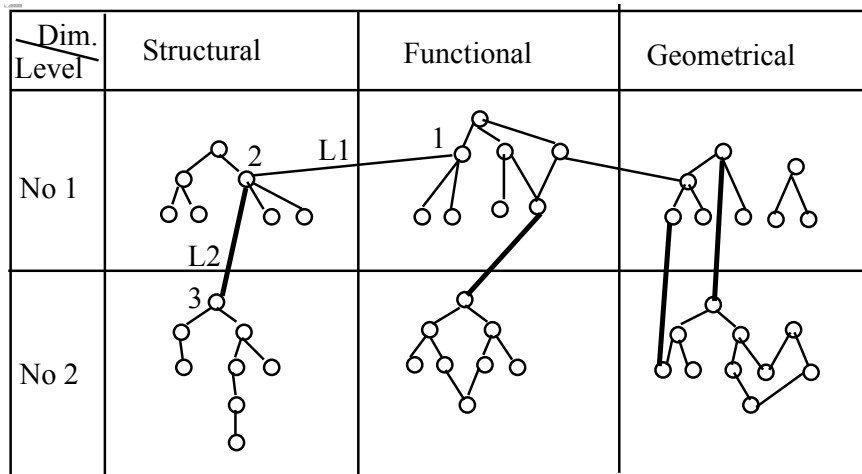 Dim.
Level
Structural
Functional
Geometrical
No 1
2
L1
1
L2
No 2
3